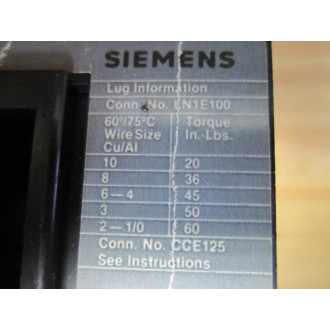 SIEMENS
Lug Information
Conn. No. LN1E100
60°/75°C Torque
Wire Size In.-Lbs.
Cu/Al
10 20
8 36
6–4 45
3 50
2–1/0 60
Conn. No. CCE125
See Instructions